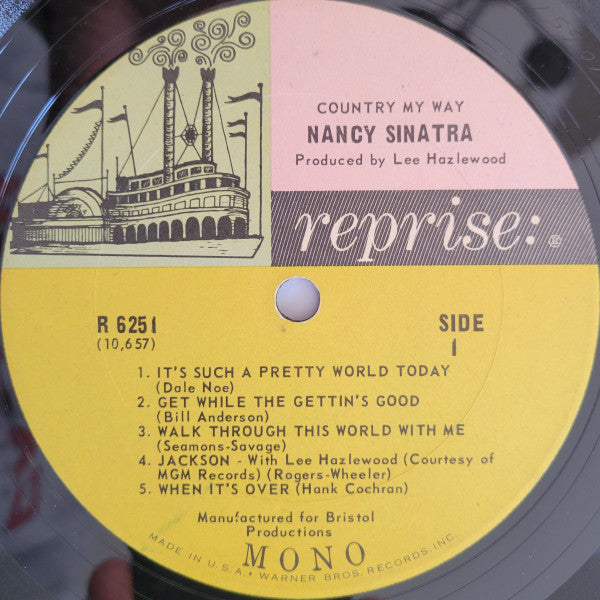 COUNTRY MY WAY
NANCY SINATRA
Produced by Lee Hazlewood
reprise: ®
R 6251
(10,657)
SIDE
1
1. IT'S SUCH A PRETTY WORLD TODAY
(Dale Noe)
2. GET WHILE THE GETTIN'S GOOD
(Bill Anderson)
3. WALK THROUGH THIS WORLD WITH ME
(Seamons-Savage)
4. JACKSON - With Lee Hazlewood (Courtesy of
MGM Records) (Rogers-Wheeler)
5. WHEN IT'S OVER (Hank Cochran)
Manufactured for Bristol
Productions
MONO
MADE IN U.S.A. • WARNER BROS. RECORDS, INC.